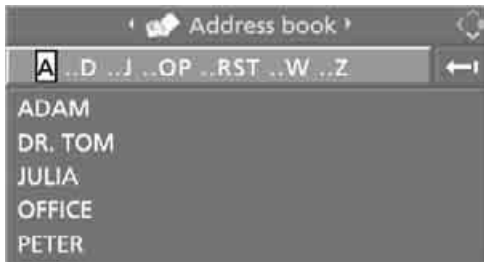 Address book
A ..D ..J ..OP ..RST ..W ..Z
ADAM
DR. TOM
JULIA
OFFICE
PETER